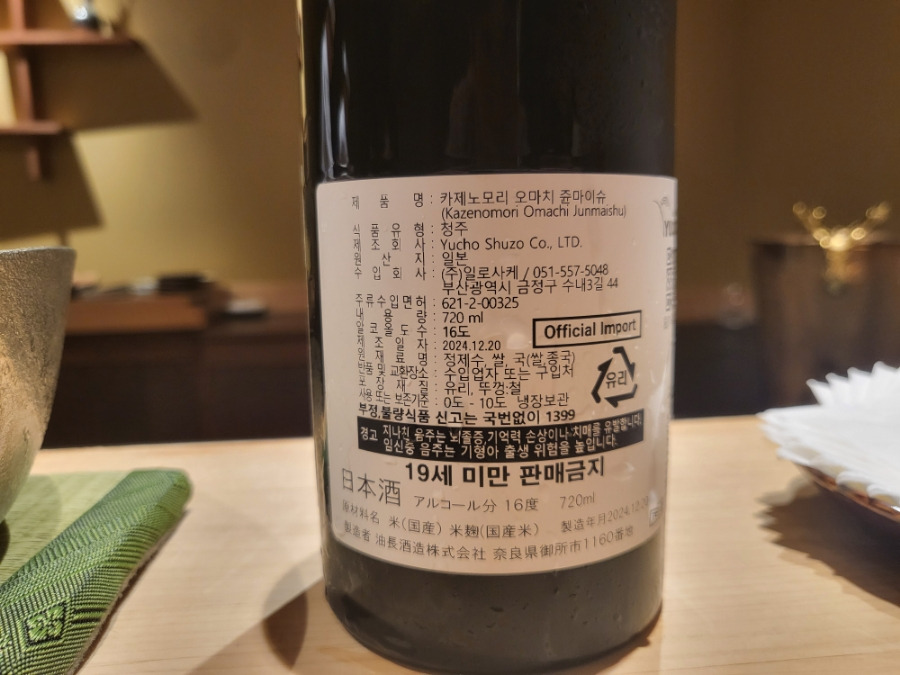 제품명 : 카제노모리 오마치 쥰마이슈
(Kazenomori Omachi Junmaishu)
식품유형 : 청주
제조회사 : Yucho Shuzo Co., LTD.
원산지 : 일본
수입회사 : (주)일로사케 / 051-557-5048
부산광역시 금정구 수내3길 44
주류수입면허 : 621-2-00325
내용량 : 720 ml
알코올도수 : 16도
제조일자 : 2024.12.20
원재료명 : 정제수, 쌀, 국(쌀,종국)
반품 및 교환장소 : 수입업자 또는 구입처
포장재질 : 유리, 뚜껑:철
사용 또는 보존기준 : 0도 - 10도 냉장보관
Official Import
유리
부정,불량식품 신고는 국번없이 1399
경고 지나친 음주는 뇌졸중,기억력 손상이나 치매를 유발합니다.
임신중 음주는 기형아 출생 위험을 높입니다.
19세 미만 판매금지
日本酒 アルコール分 16度 720ml
原材料名 米(国産) 米麹(国産米) 製造年月2024.12.20
製造者 油長酒造株式会社 奈良県御所市1160番地